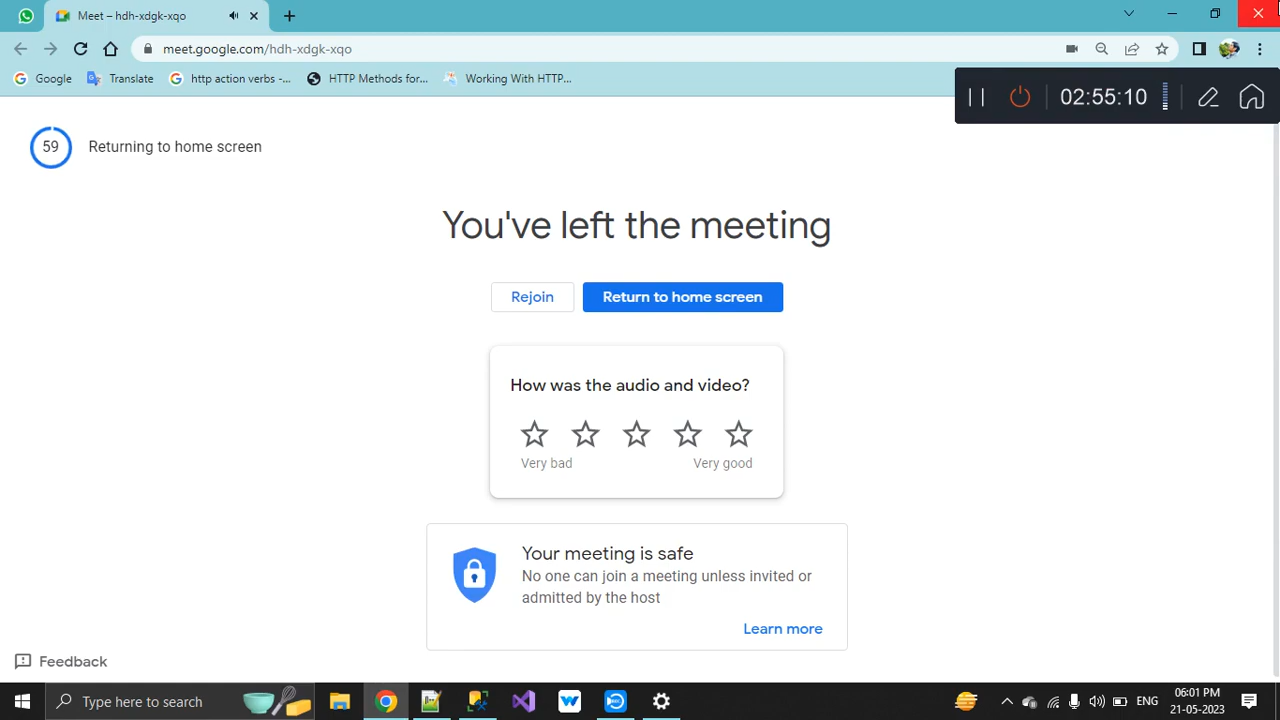 Meet – hdh-xdgk-xqo
meet.google.com/hdh-xdgk-xqo
Google
Translate
http action verbs -...
HTTP Methods for...
Working With HTTP...
02:55:10
59
Returning to home screen
You've left the meeting
Rejoin
Return to home screen
How was the audio and video?
Very bad
Very good
Your meeting is safe
No one can join a meeting unless invited or
admitted by the host
Learn more
Feedback
Type here to search
ENG
06:01 PM
21-05-2023